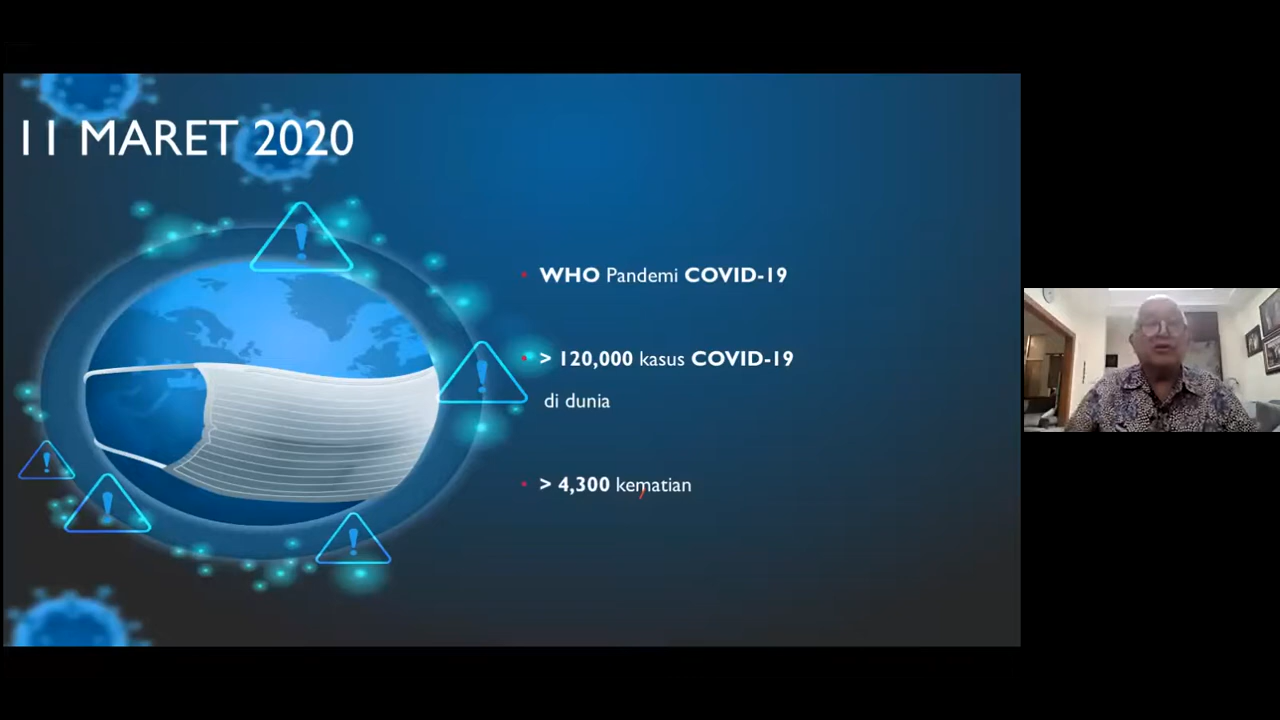 11 MARET 2020
WHO Pandemi COVID-19
> 120,000 kasus COVID-19
di dunia
> 4,300 kematian